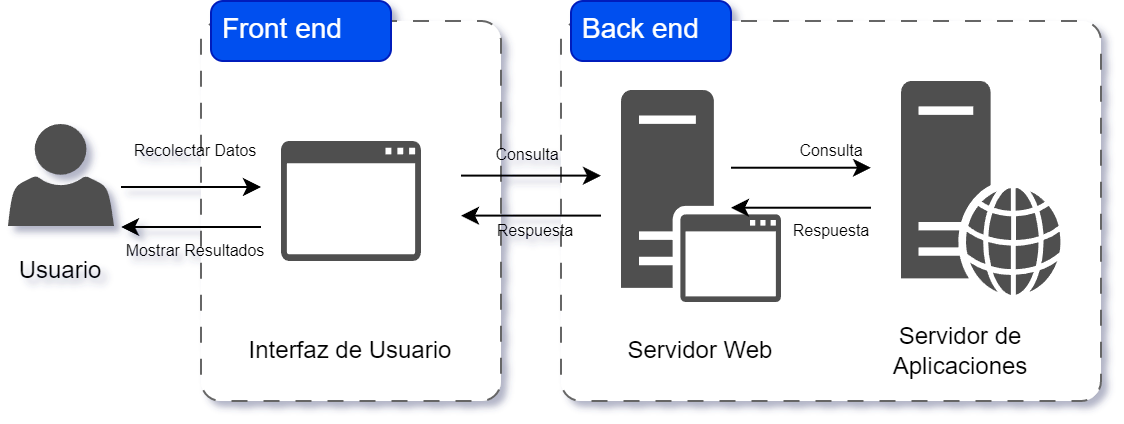 Front end
Back end
Recolectar Datos
Consulta
Consulta
Mostrar Resultados
Respuesta
Respuesta
Usuario
Interfaz de Usuario
Servidor Web
Servidor de
Aplicaciones